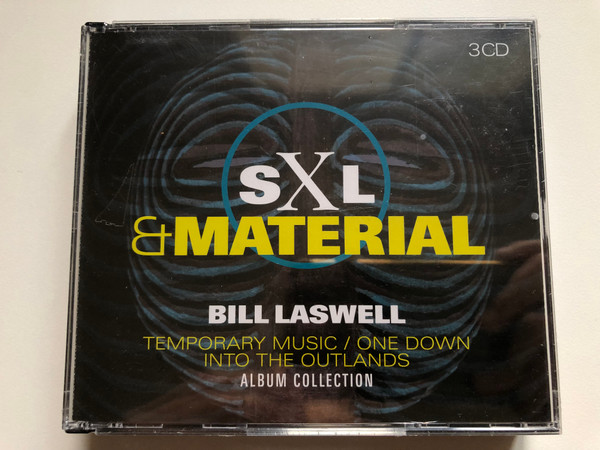 3CD
SXL
&MATERIAL
BILL LASWELL
TEMPORARY MUSIC / ONE DOWN
INTO THE OUTLANDS
ALBUM COLLECTION